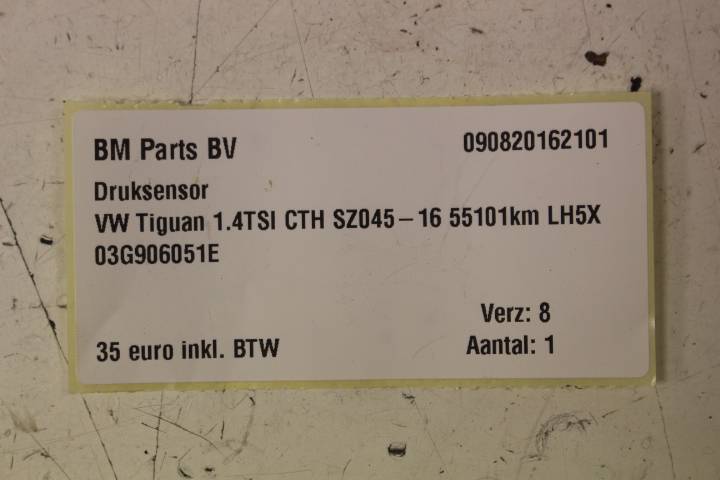 BM Parts BV 090820162101
Druksensor
VW Tiguan 1.4TSI CTH SZ045-16 55101km LH5X
03G906051E
Verz: 8
35 euro inkl. BTW Aantal: 1